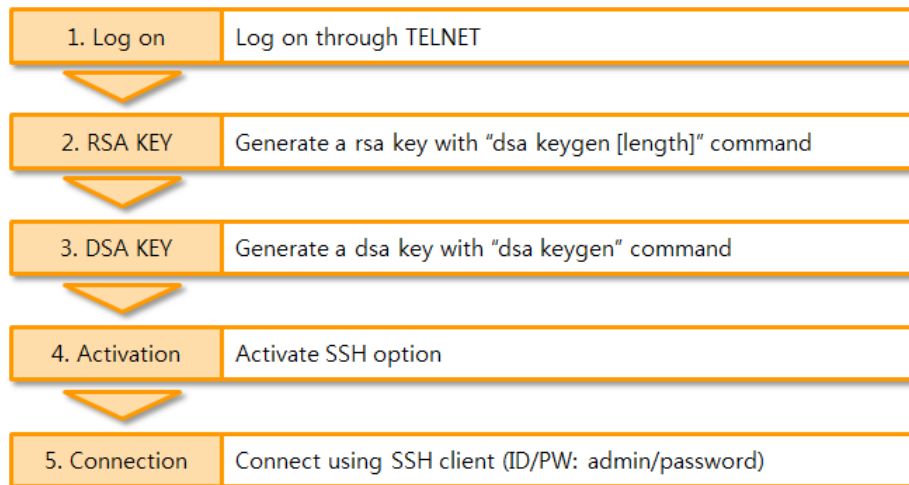 1. Log on Log on through TELNET
2. RSA KEY Generate a rsa key with “dsa keygen [length]” command
3. DSA KEY Generate a dsa key with “dsa keygen” command
4. Activation Activate SSH option
5. Connection Connect using SSH client (ID/PW: admin/password)